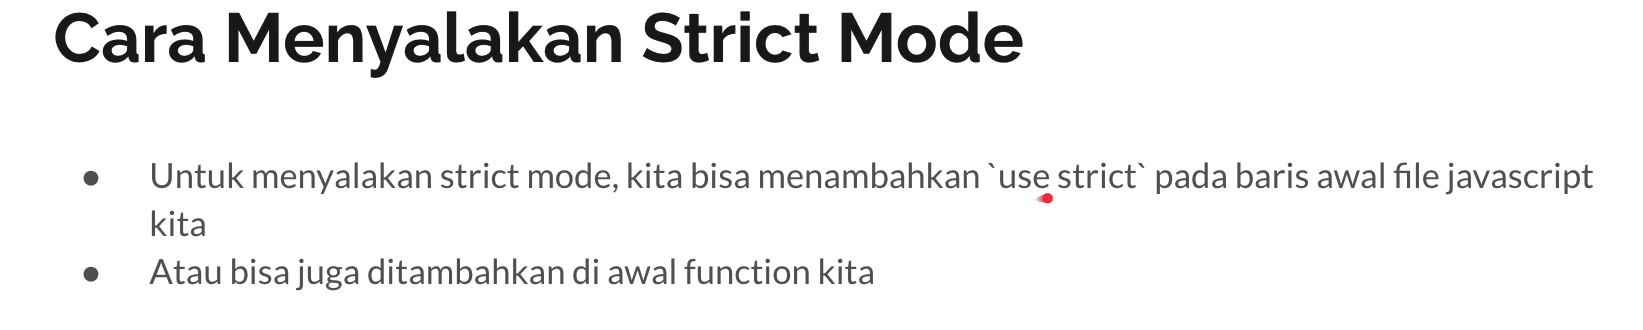 Cara Menyalakan Strict Mode
● Untuk menyalakan strict mode, kita bisa menambahkan `use strict` pada baris awal file javascript
kita
● Atau bisa juga ditambahkan di awal function kita